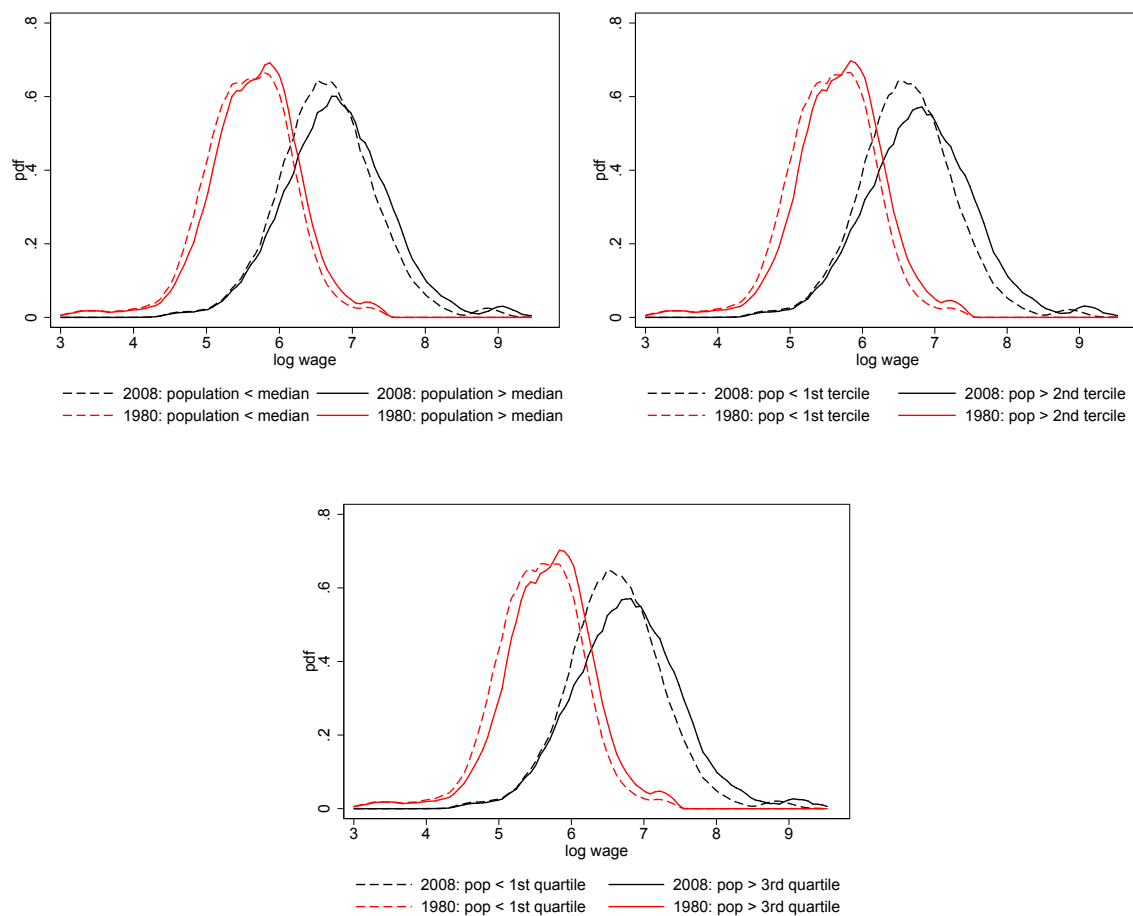 pdf
0 .2 .4 .6 .8
3 4 5 6 7 8 9
log wage
2008: population < median 2008: population > median
1980: population < median 1980: population > median
pdf
0 .2 .4 .6 .8
3 4 5 6 7 8 9
log wage
2008: pop < 1st tercile 2008: pop > 2nd tercile
1980: pop < 1st tercile 1980: pop > 2nd tercile
pdf
0 .2 .4 .6 .8
3 4 5 6 7 8 9
log wage
2008: pop < 1st quartile 2008: pop > 3rd quartile
1980: pop < 1st quartile 1980: pop > 3rd quartile